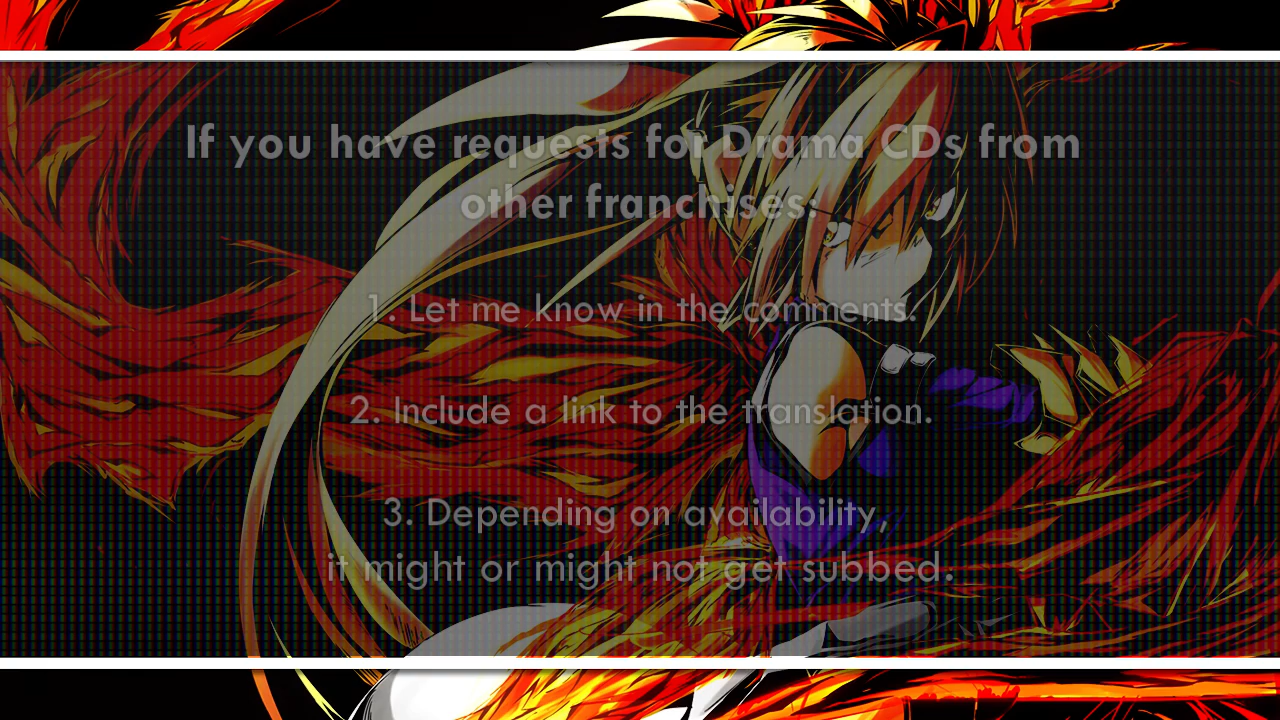 If you have requests for Drama CDs from
other franchises:
1. Let me know in the comments.
2. Include a link to the translation.
3. Depending on availability,
it might or might not get subbed.